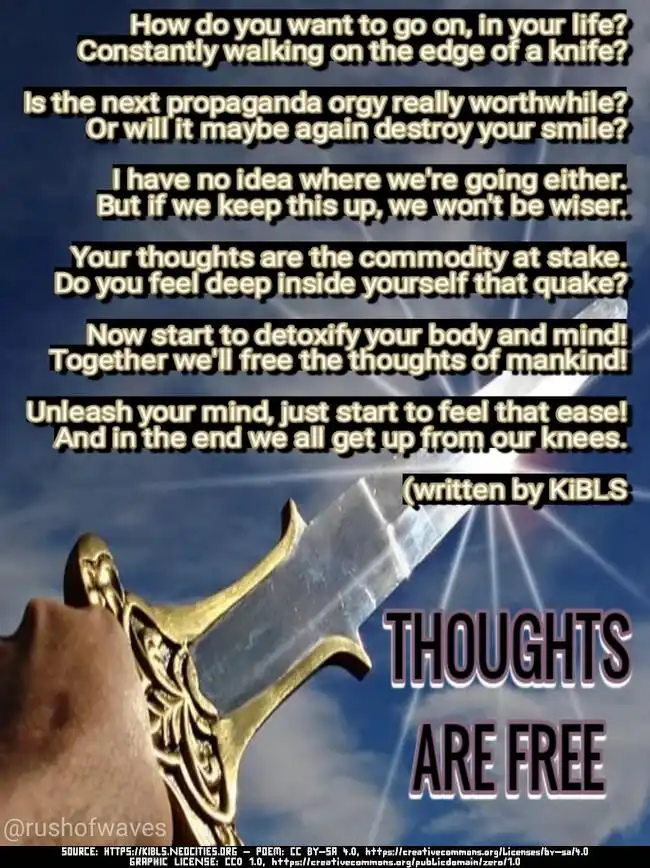 How do you want to go on, in your life?
Constantly walking on the edge of a knife?
Is the next propaganda orgy really worthwhile?
Or will it maybe again destroy your smile?
I have no idea where we're going either.
But if we keep this up, we won't be wiser.
Your thoughts are the commodity at stake.
Do you feel deep inside yourself that quake?
Now start to detoxify your body and mind!
Together we'll free the thoughts of mankind!
Unleash your mind, just start to feel that ease!
And in the end we all get up from our knees.
(written by KiBLS
THOUGHTS
ARE FREE
@rushofwaves
SOURCE: HTTPS://KIBLS.NEOCITIES.ORG – POEM: CC BY-SA 4.0, https://creativecommons.org/licenses/by-sa/4.0
GRAPHIC LICENSE: CC0 1.0, https://creativecommons.org/publicdomain/zero/1.0